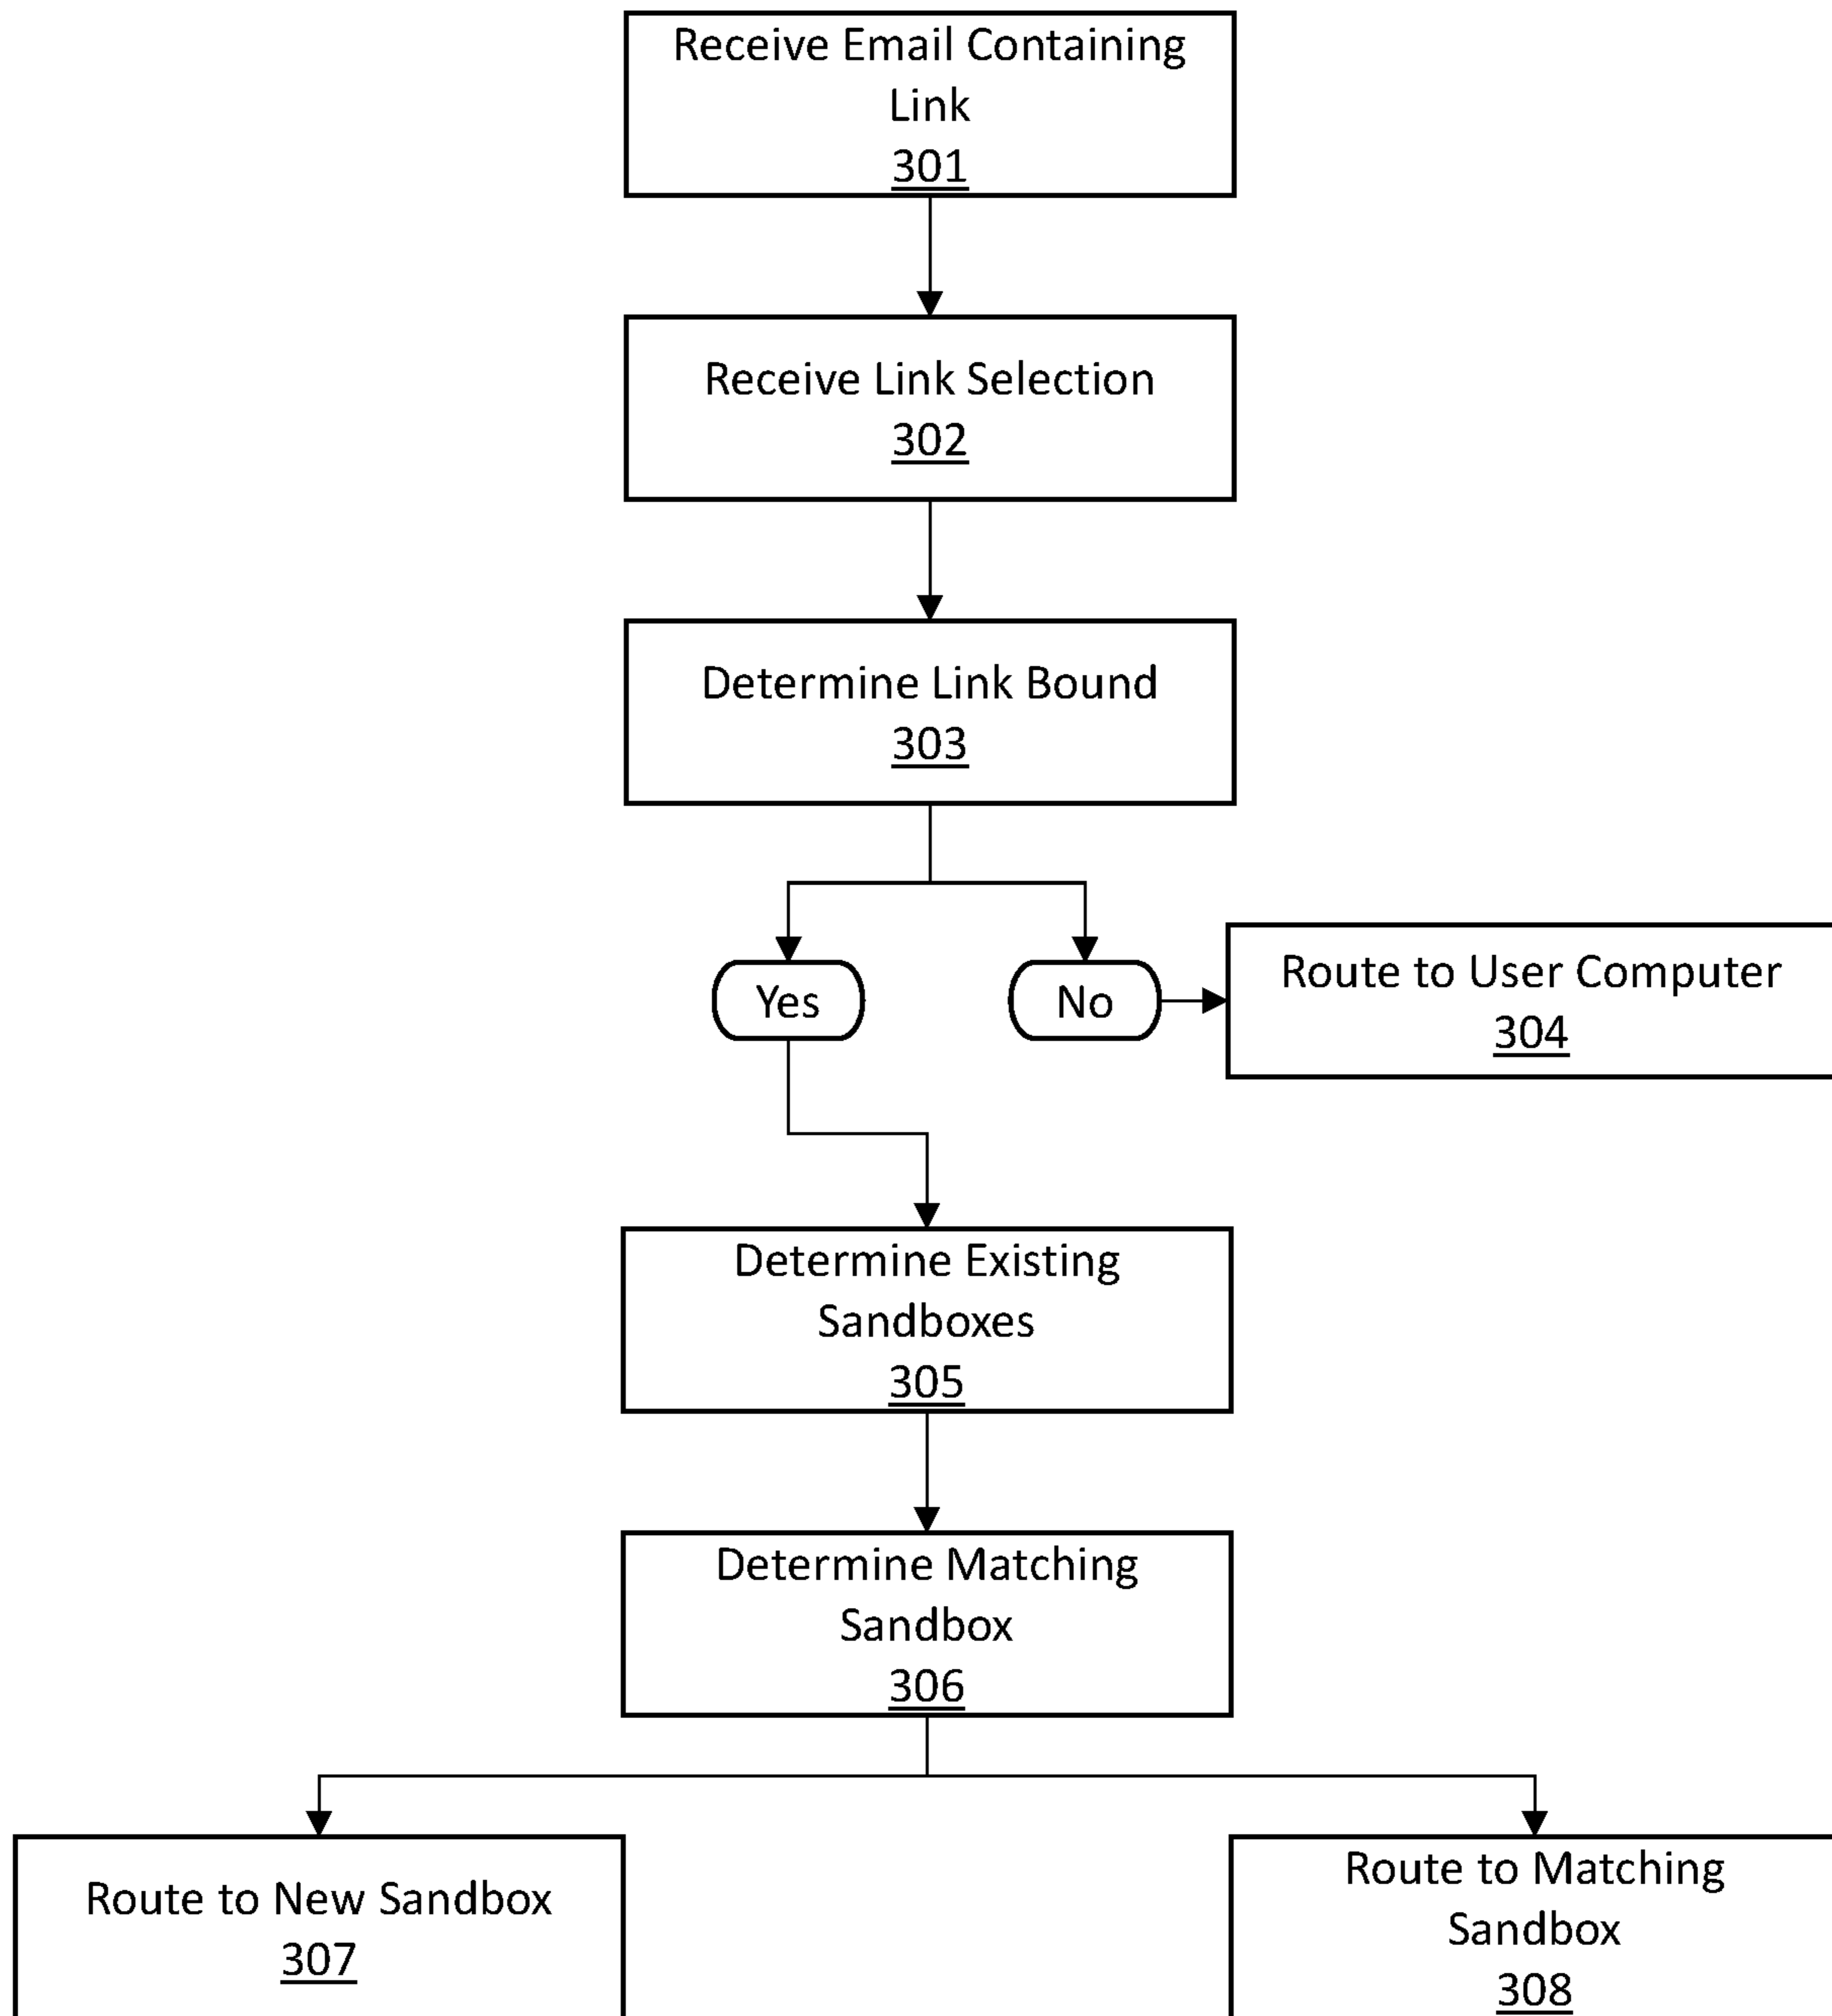 Receive Email Containing
Link
301
Receive Link Selection
302
Determine Link Bound
303
Yes
No
Route to User Computer
304
Determine Existing
Sandboxes
305
Determine Matching
Sandbox
306
Route to New Sandbox
307
Route to Matching
Sandbox
308